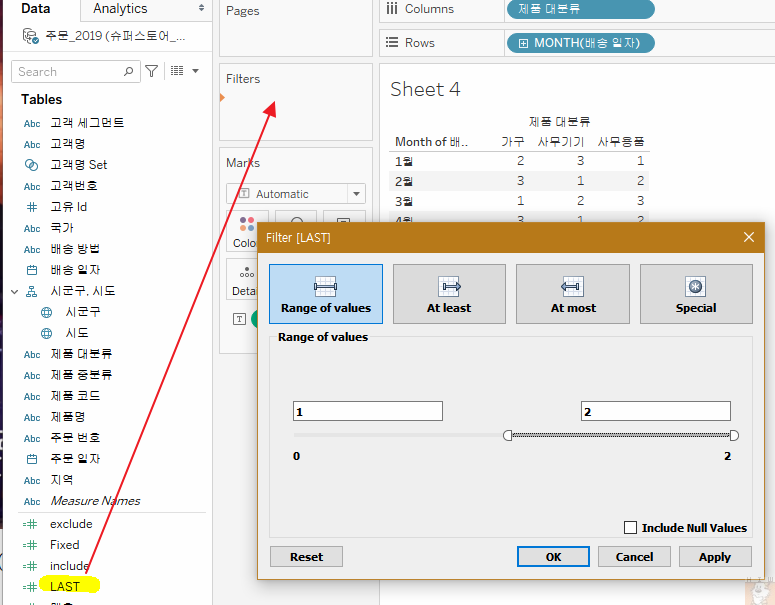 Data
Analytics
주문_2019 (슈퍼스토어_...
Search
Tables
Abc 고객 세그먼트
Abc 고객명
고객명 Set
Abc 고객번호
고유 Id
Abc 국가
Abc 배송 방법
배송 일자
시군구, 시도
시군구
시도
Abc 제품 대분류
Abc 제품 중분류
Abc 제품 코드
Abc 제품명
Abc 주문 번호
주문 일자
Abc 지역
Abc Measure Names
exclude
Fixed
include
LAST
Pages
Filters
Marks
Automatic
Colo
Detai
Columns
제품 대분류
Rows
MONTH(배송 일자)
Sheet 4
제품 대분류
Month of 배.. 가구 사무기기 사무용품
1월 2 3 1
2월 3 1 2
3월 1 2 3
4월 3 1 2
Filter [LAST]
Range of values
At least
At most
Special
Range of values
1
2
0
2
Include Null Values
Reset
OK
Cancel
Apply